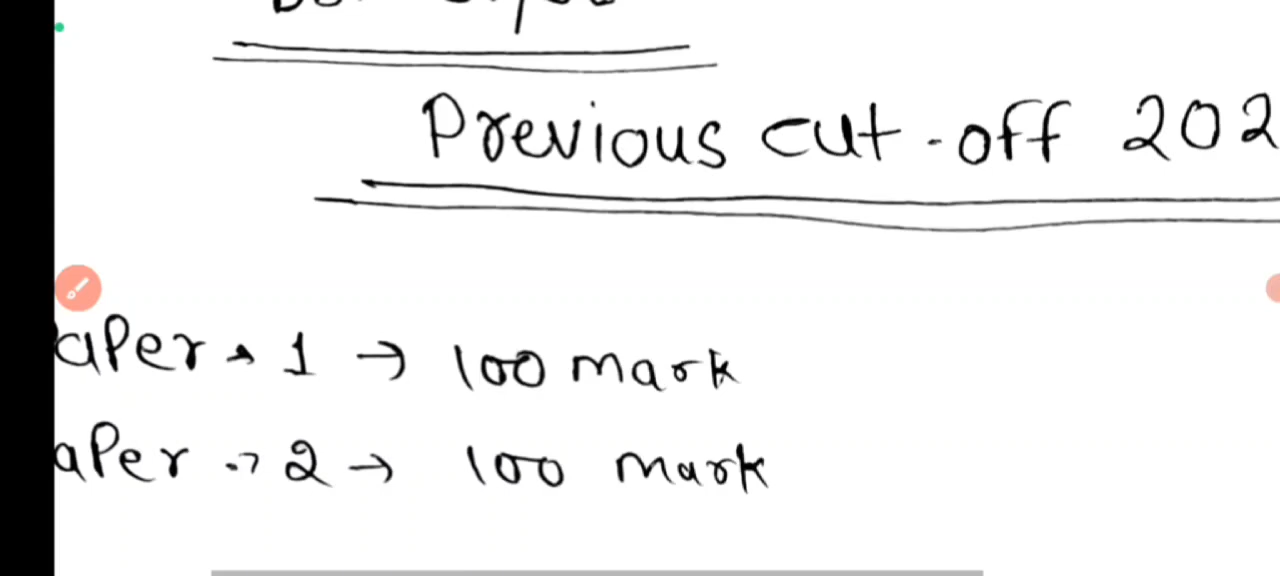 Previous cut-off 202
aper 1 → 100 mark
aper 2 → 100 mark